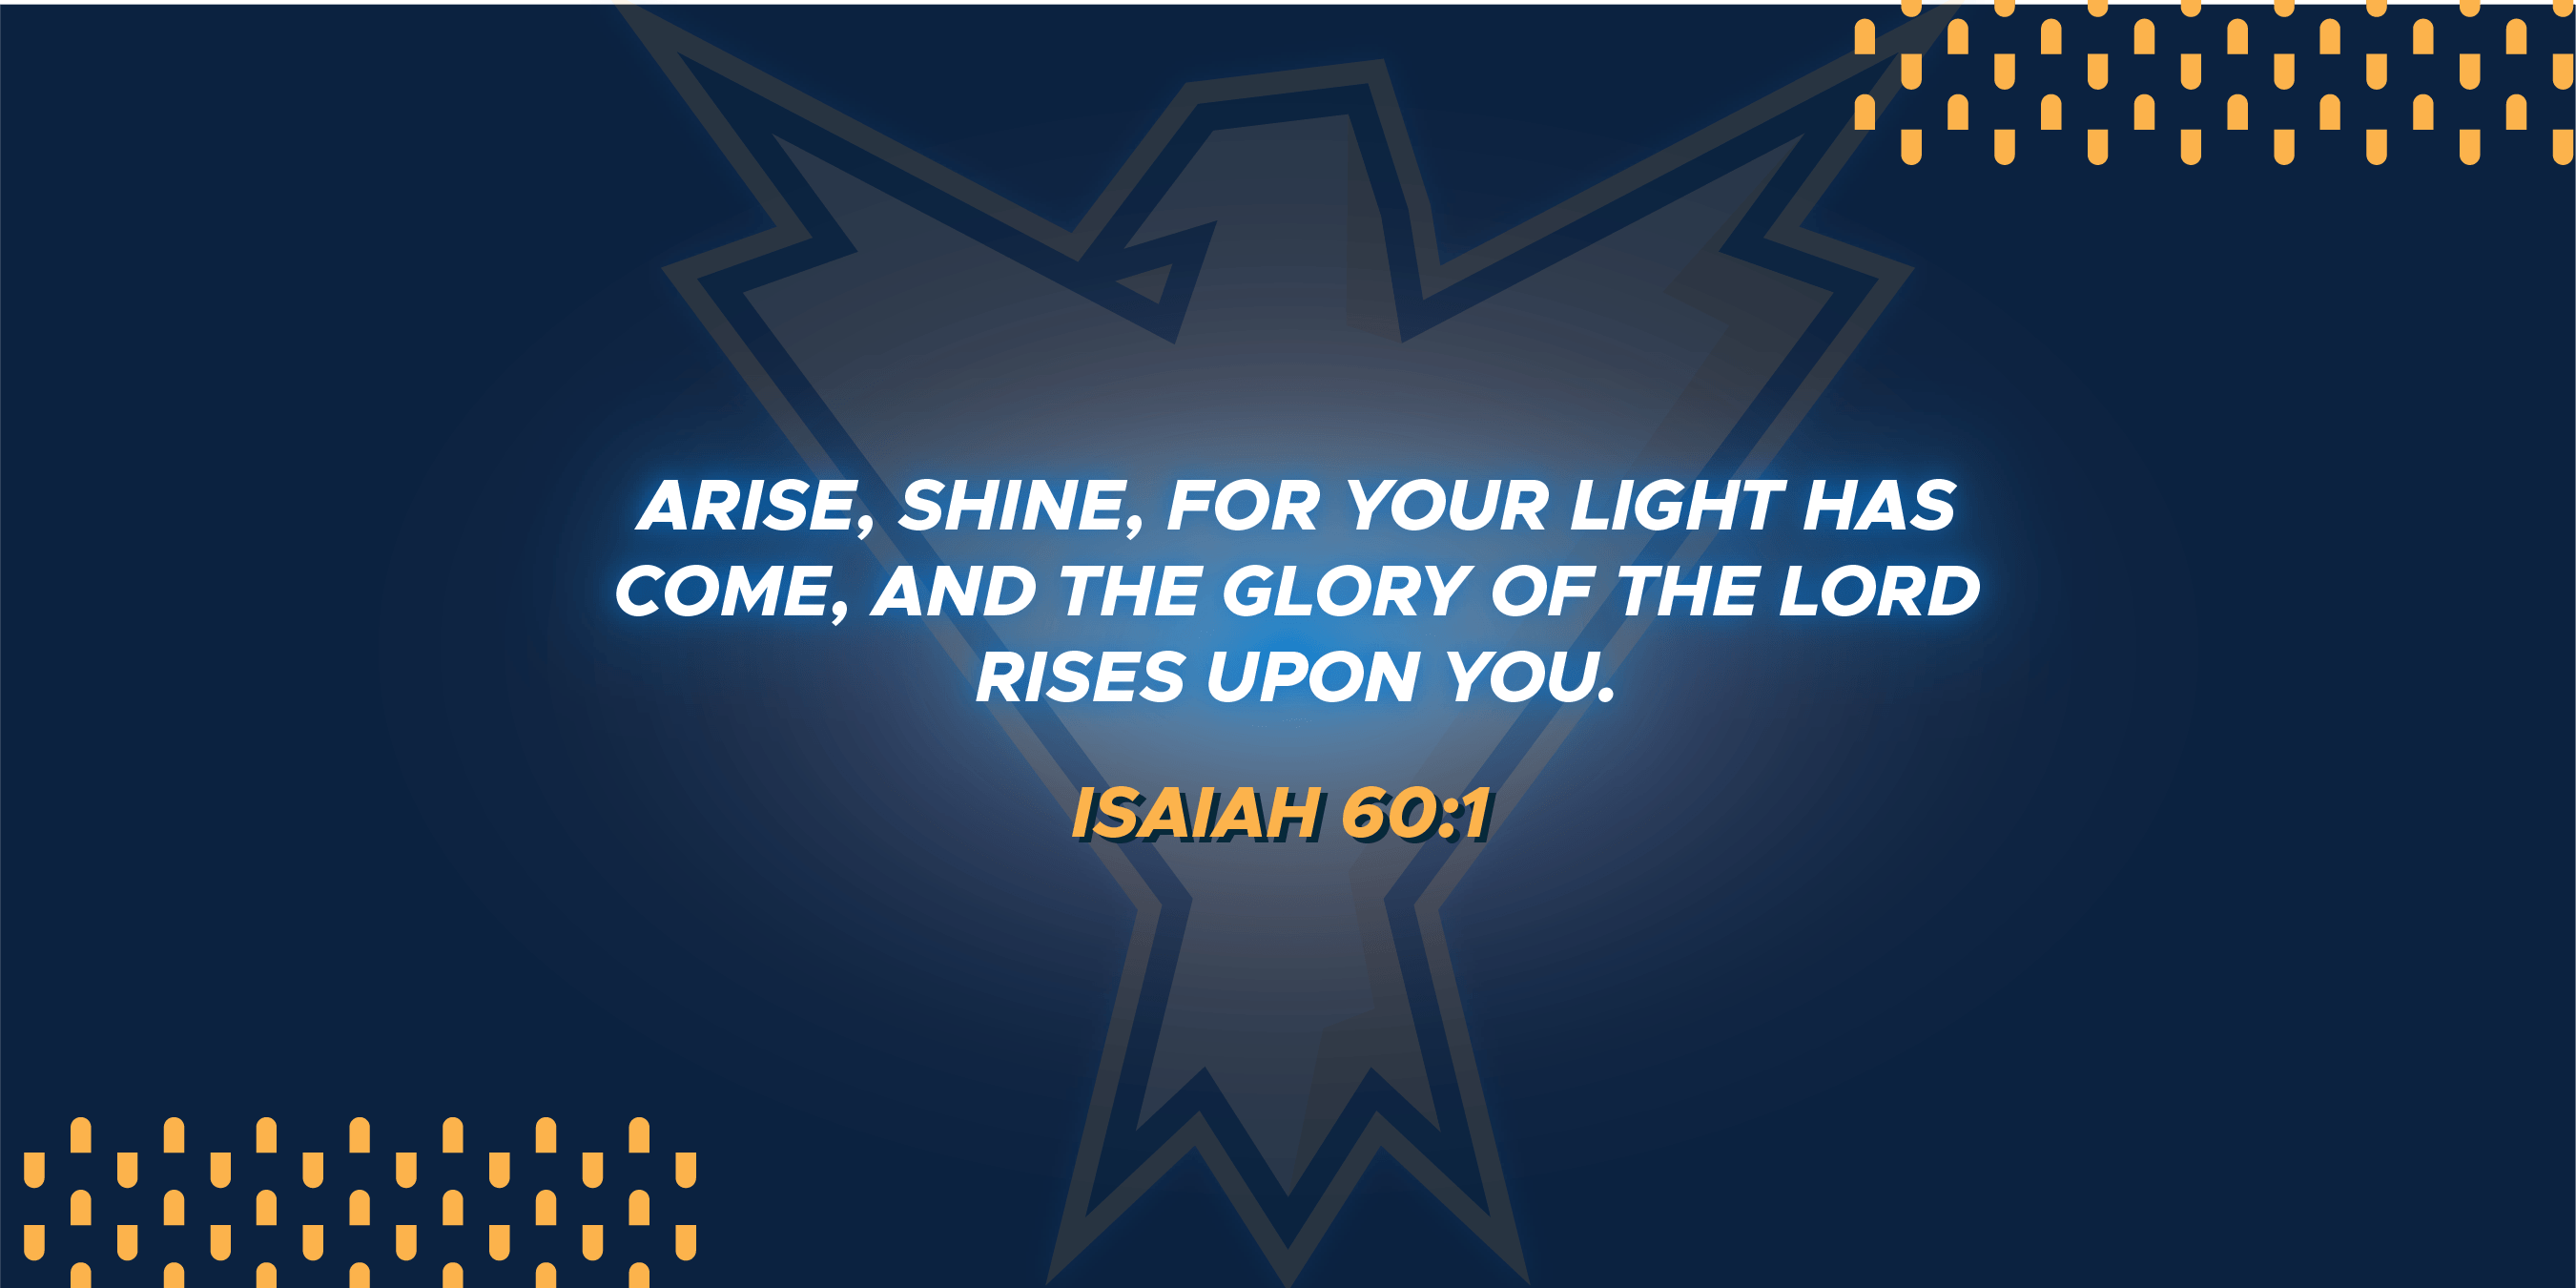 ARISE, SHINE, FOR YOUR LIGHT HAS
COME, AND THE GLORY OF THE LORD
RISES UPON YOU.
ISAIAH 60:1